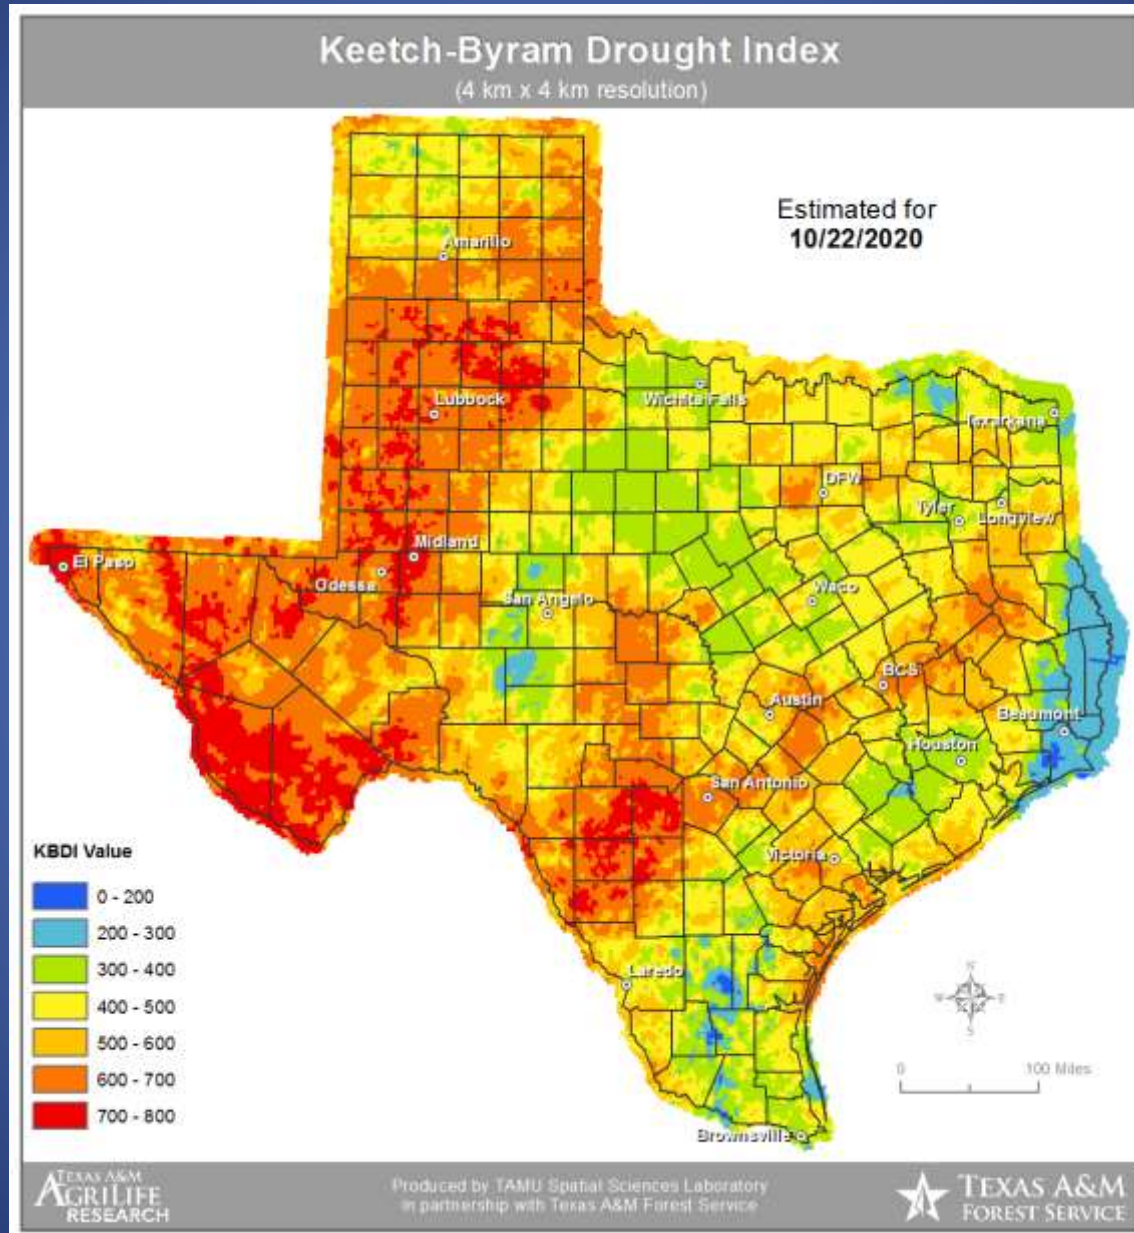 Keetch-Byram Drought Index
(4 km x 4 km resolution)
Estimated for
10/22/2020
Amarillo
Lubbock
Wichita Falls
Texarkana
DFW
Tyler
Longview
Midland
El Paso
Odessa
San Angelo
Waco
BCS
Austin
Beaumont
Houston
San Antonio
Victoria
Laredo
Brownsville
KBDI Value
0 - 200
200 - 300
300 - 400
400 - 500
500 - 600
600 - 700
700 - 800
N
W E
S
0 100 Miles
TEXAS A&M
AGRILIFE
RESEARCH
Produced by TAMU Spatial Sciences Laboratory
in partnership with Texas A&M Forest Service
TEXAS A&M
FOREST SERVICE